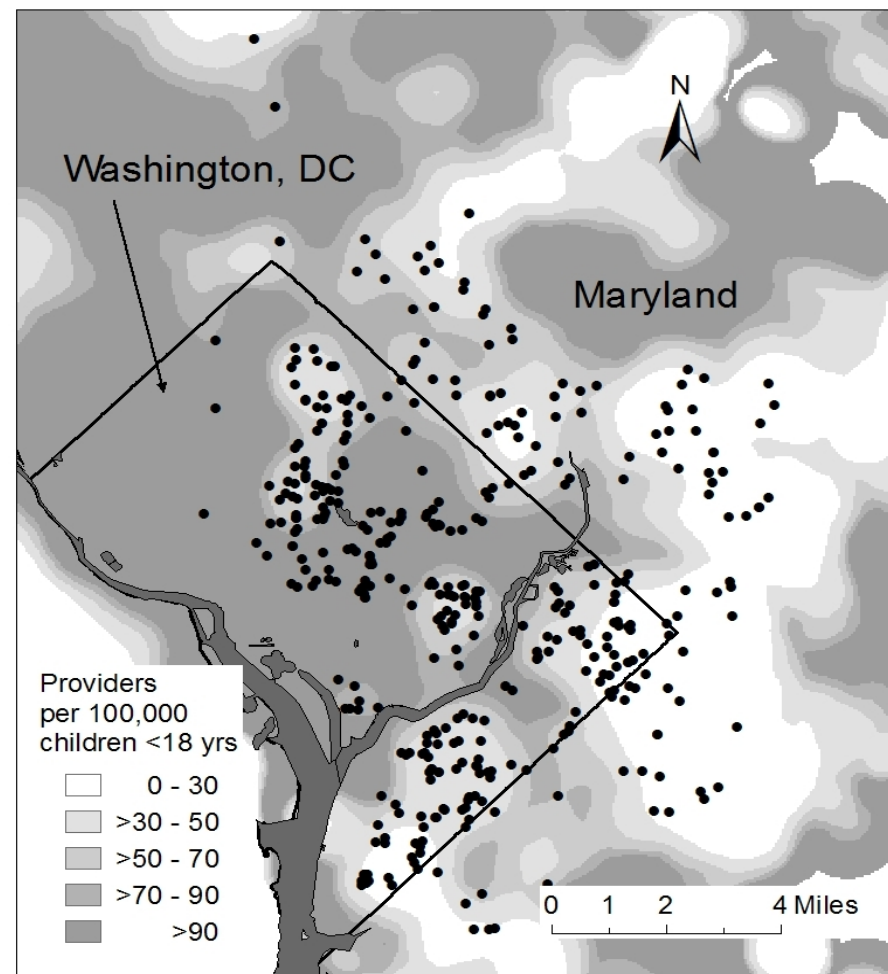 N
Washington, DC
Maryland
Providers
per 100,000
children <18 yrs
0 - 30
>30 - 50
>50 - 70
>70 - 90
>90
0 1 2 4 Miles